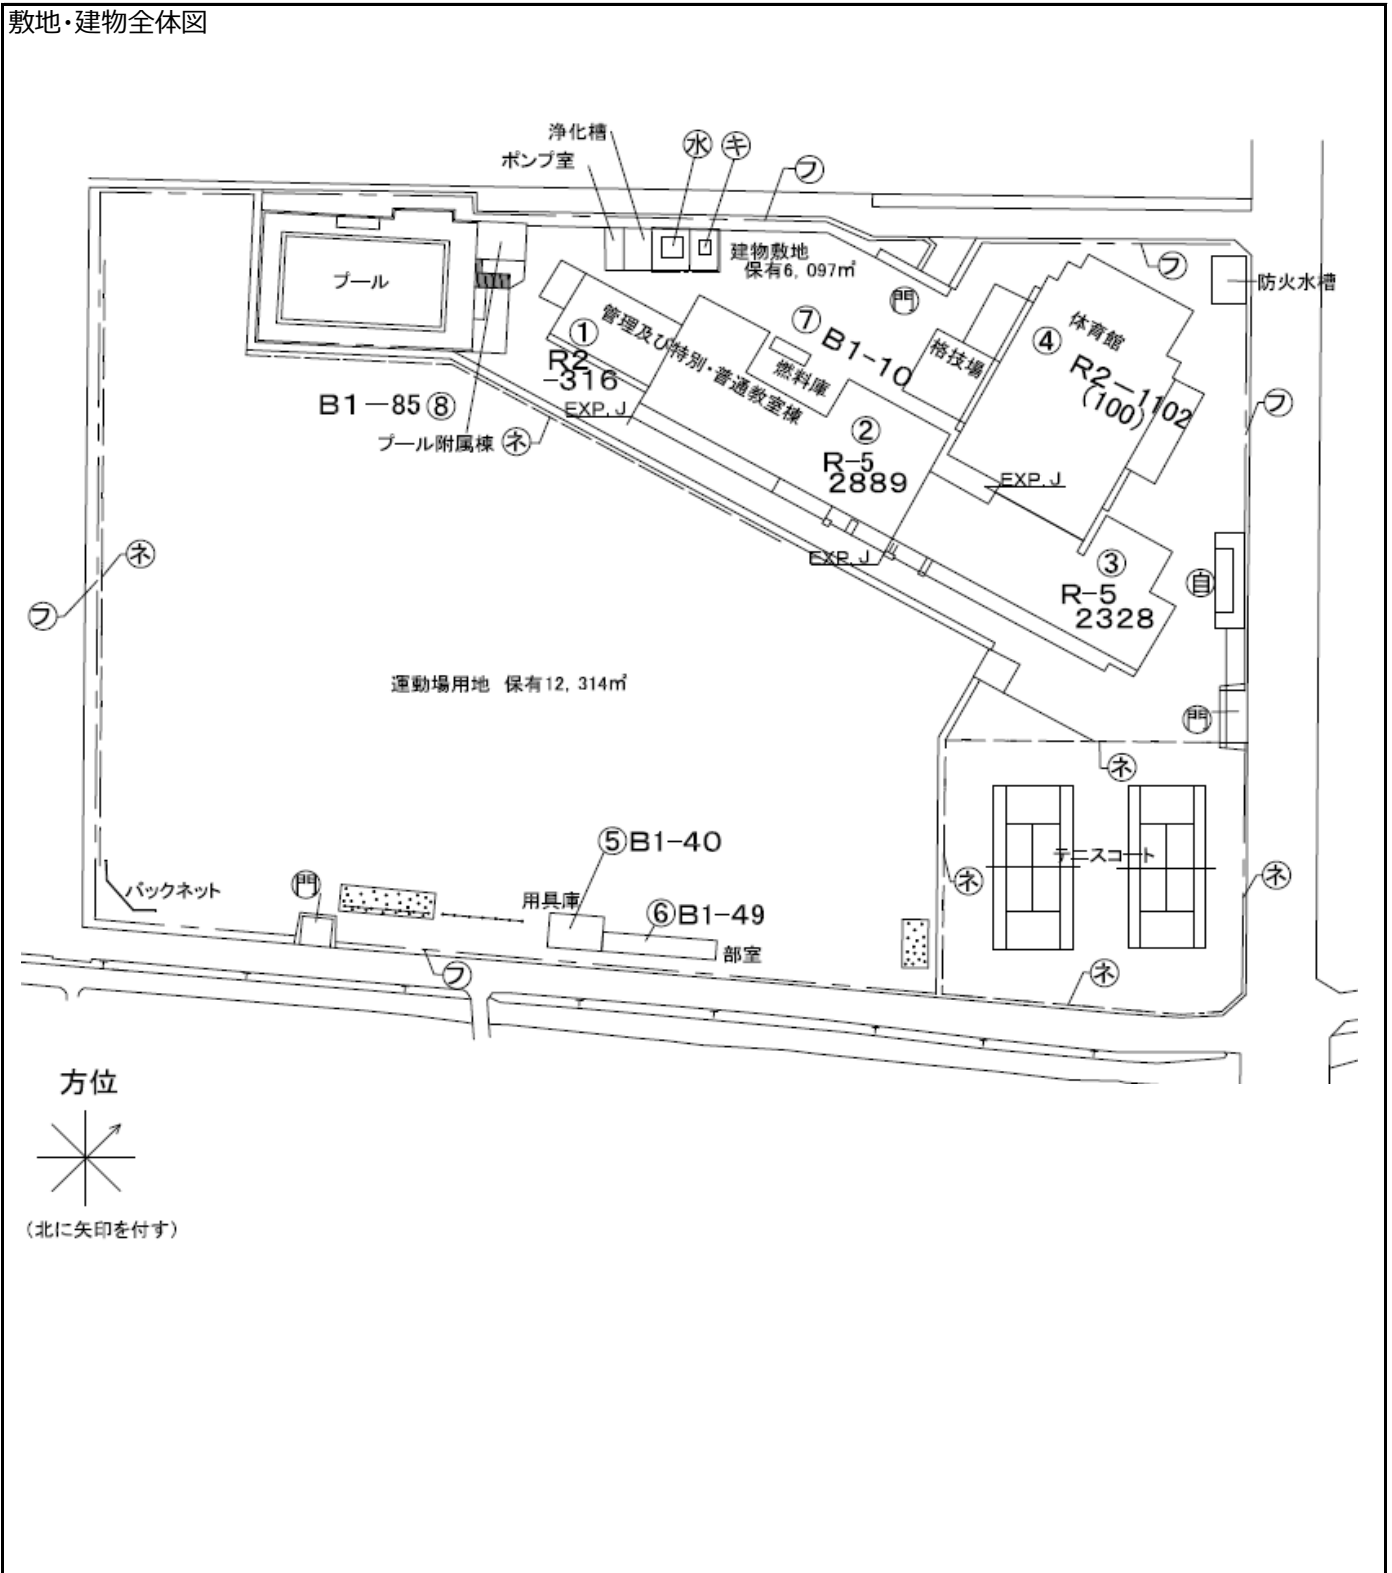 敷地・建物全体図
浄化槽
ポンプ室
水
キ
フ
建物敷地
保有6,097㎡
門
フ
防火水槽
プール
① 管理及び特別・普通教室棟
R2
-316
EXP.J
⑦ B1-10
燃料庫
格技場
④ 体育館
R2-1102
(100)
フ
B1-85⑧
プール附属棟
ネ
②
R-5
2889
EXP.J
EXP.J
③
R-5
2328
自
ネ
フ
運動場用地 保有12,314㎡
門
ネ
テニスコート
⑤B1-40
バックネット
門
用具庫
⑥B1-49
部室
ネ
ネ
フ
ネ
方位
(北に矢印を付す)